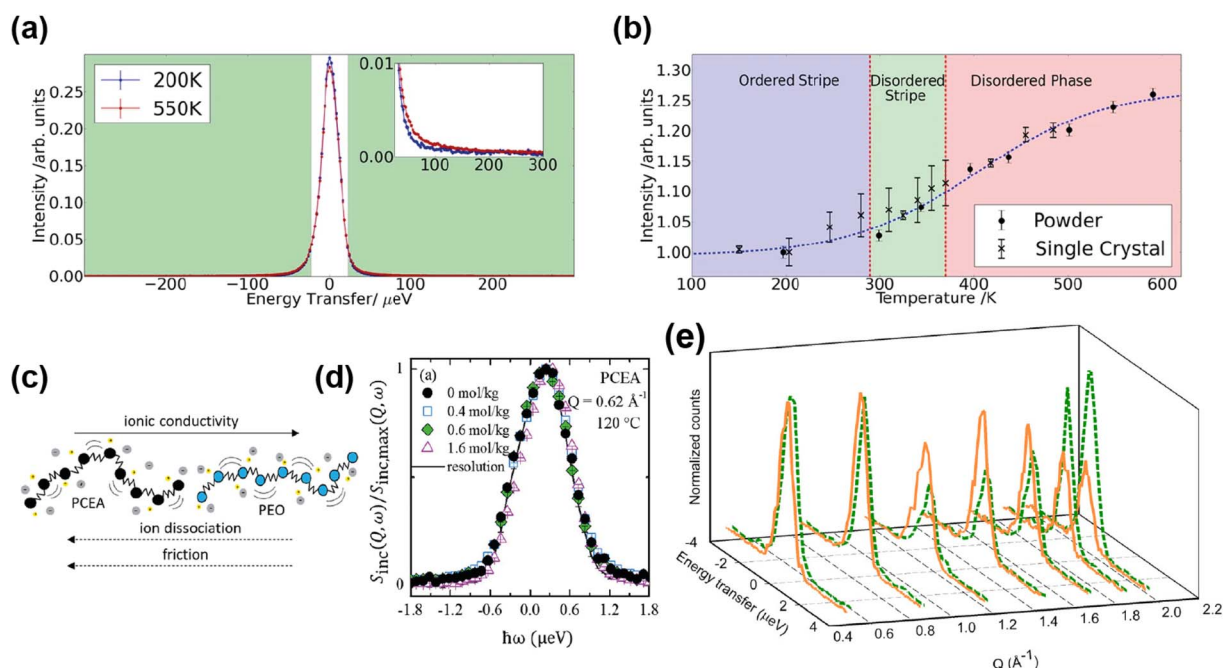 (a)
200K
550K
Intensity /arb. units
0.25
0.20
0.15
0.10
0.05
0.00
−200
−100
0
100
200
Energy Transfer/ μeV
0.01
0.00
100
200
300
(b)
Ordered Stripe
Disordered
Stripe
Disordered Phase
Intensity /arb. units
1.30
1.25
1.20
1.15
1.10
1.05
1.00
Powder
Single Crystal
100
200
300
400
500
600
Temperature /K
(c)
ionic conductivity
PCEA
PEO
ion dissociation
friction
(d)
(a)
PCEA
0 mol/kg
Q = 0.62 Å⁻¹
0.4 mol/kg
120 °C
0.6 mol/kg
1.6 mol/kg
resolution
Sinc(Q, ω)/Sinc,max(Q, ω)
1
0
-1.8
-1.2
-0.6
0.0
0.6
1.2
1.8
ħω (μeV)
(e)
Normalized counts
-4
-2
0
2
4
Energy transfer (μeV)
0.4
0.6
0.8
1.0
1.2
1.4
1.6
1.8
2.0
2.2
Q (Å⁻¹)